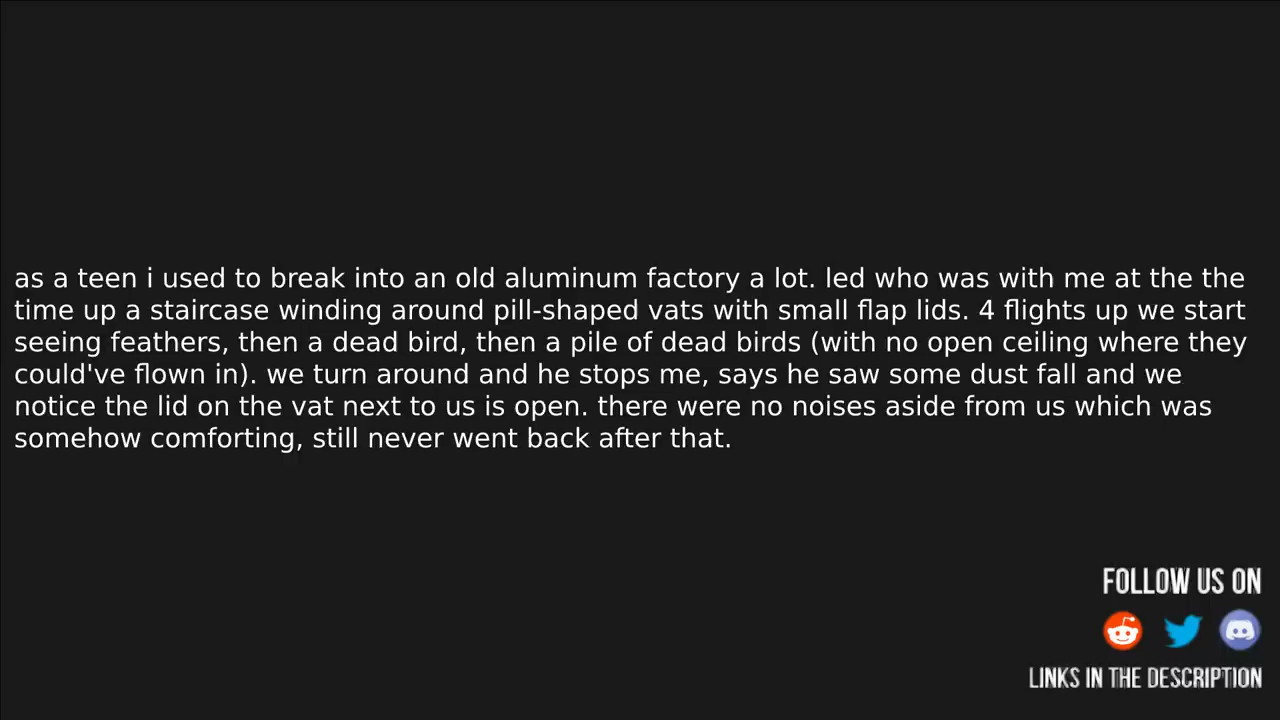 as a teen i used to break into an old aluminum factory a lot. led who was with me at the the
time up a staircase winding around pill-shaped vats with small flap lids. 4 flights up we start
seeing feathers, then a dead bird, then a pile of dead birds (with no open ceiling where they
could've flown in). we turn around and he stops me, says he saw some dust fall and we
notice the lid on the vat next to us is open. there were no noises aside from us which was
somehow comforting, still never went back after that.
FOLLOW US ON
LINKS IN THE DESCRIPTION